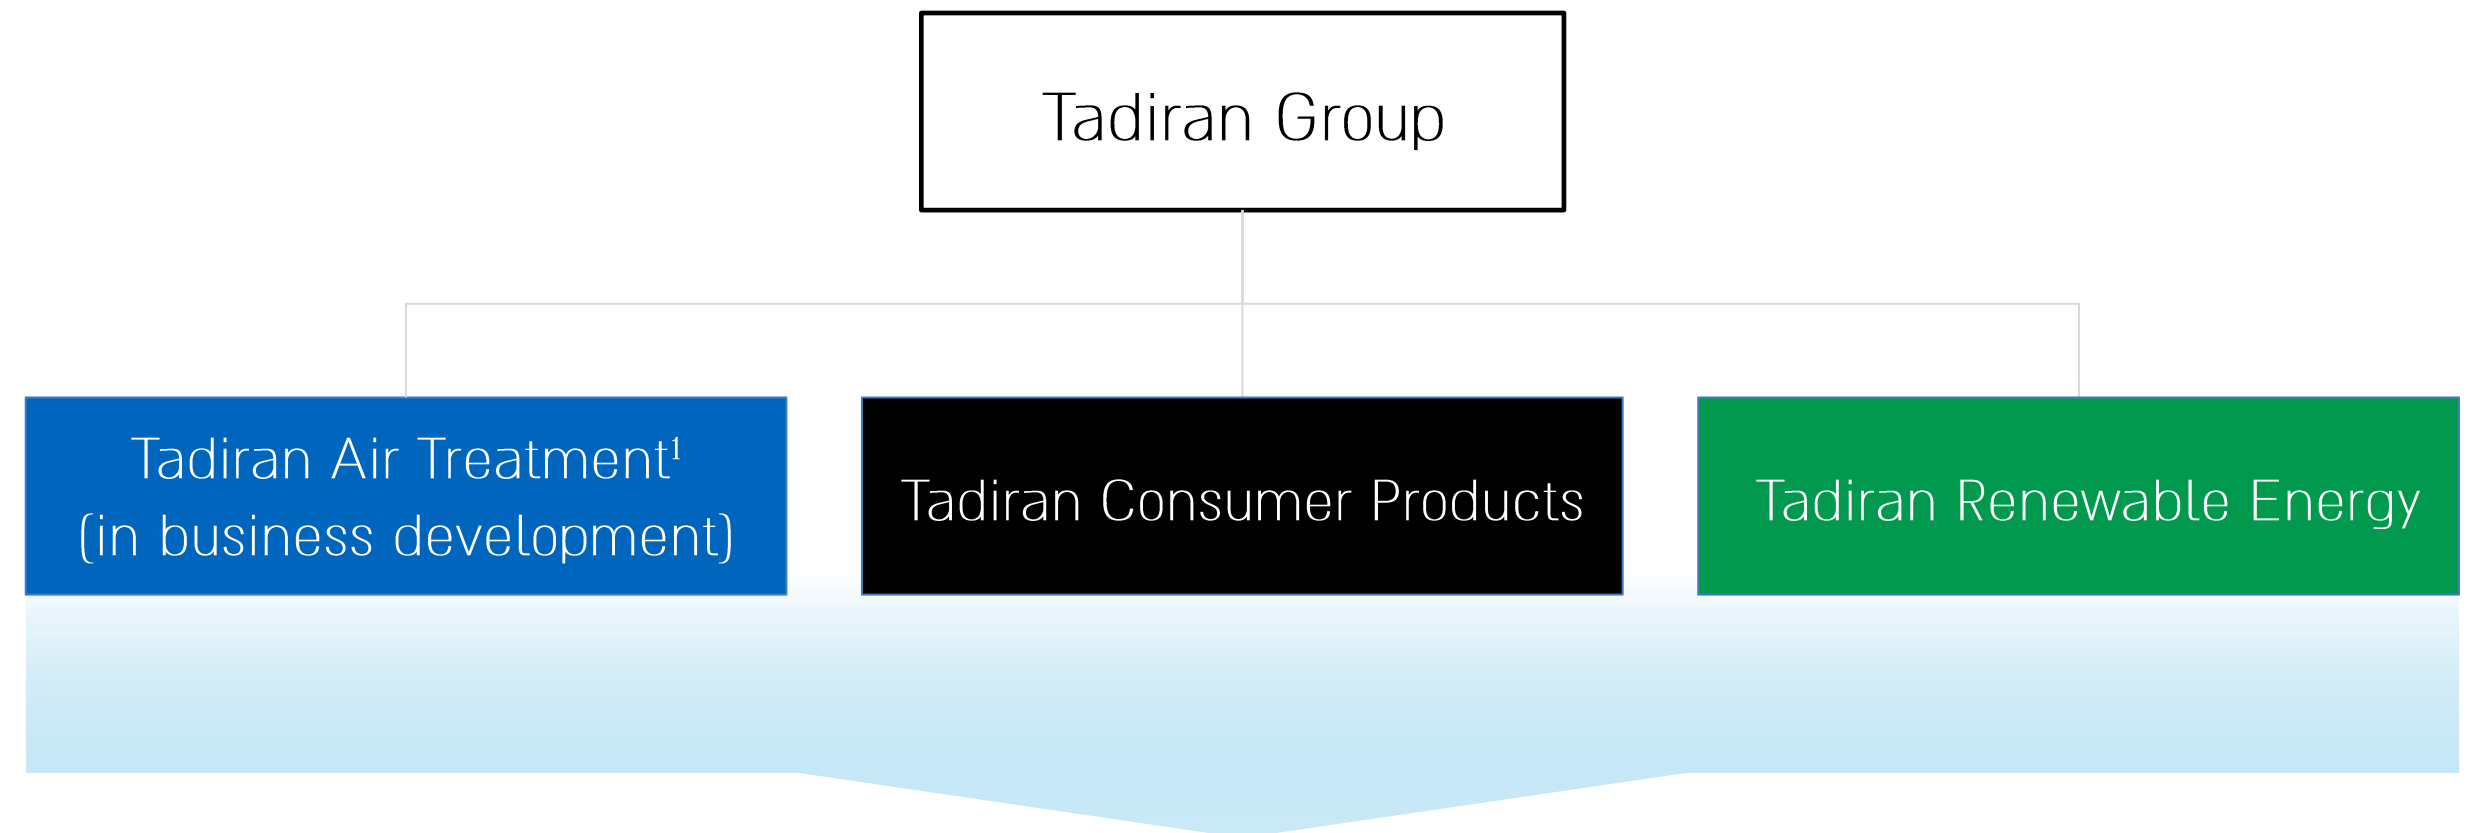 Tadiran Group
Tadiran Air Treatment¹
(in business development)
Tadiran Consumer Products
Tadiran Renewable Energy